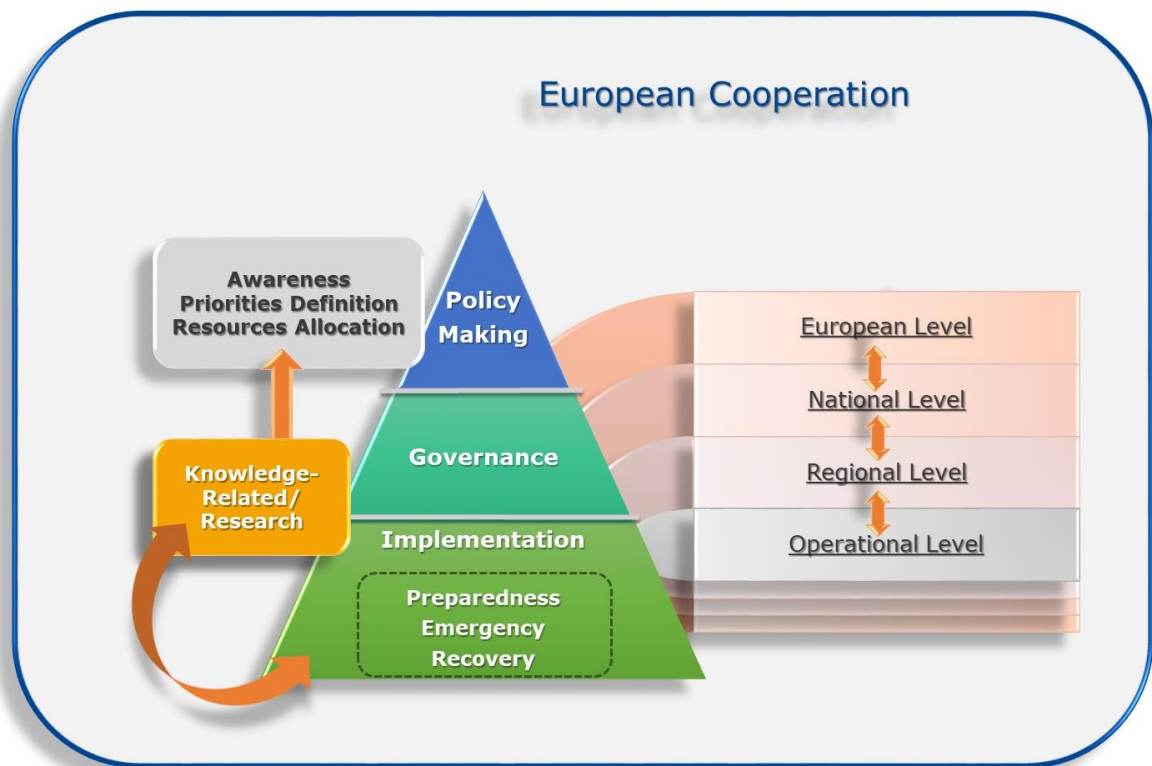 European Cooperation
Awareness
Priorities Definition
Resources Allocation
Knowledge-
Related/
Research
Policy
Making
Governance
Implementation
Preparedness
Emergency
Recovery
European Level
National Level
Regional Level
Operational Level